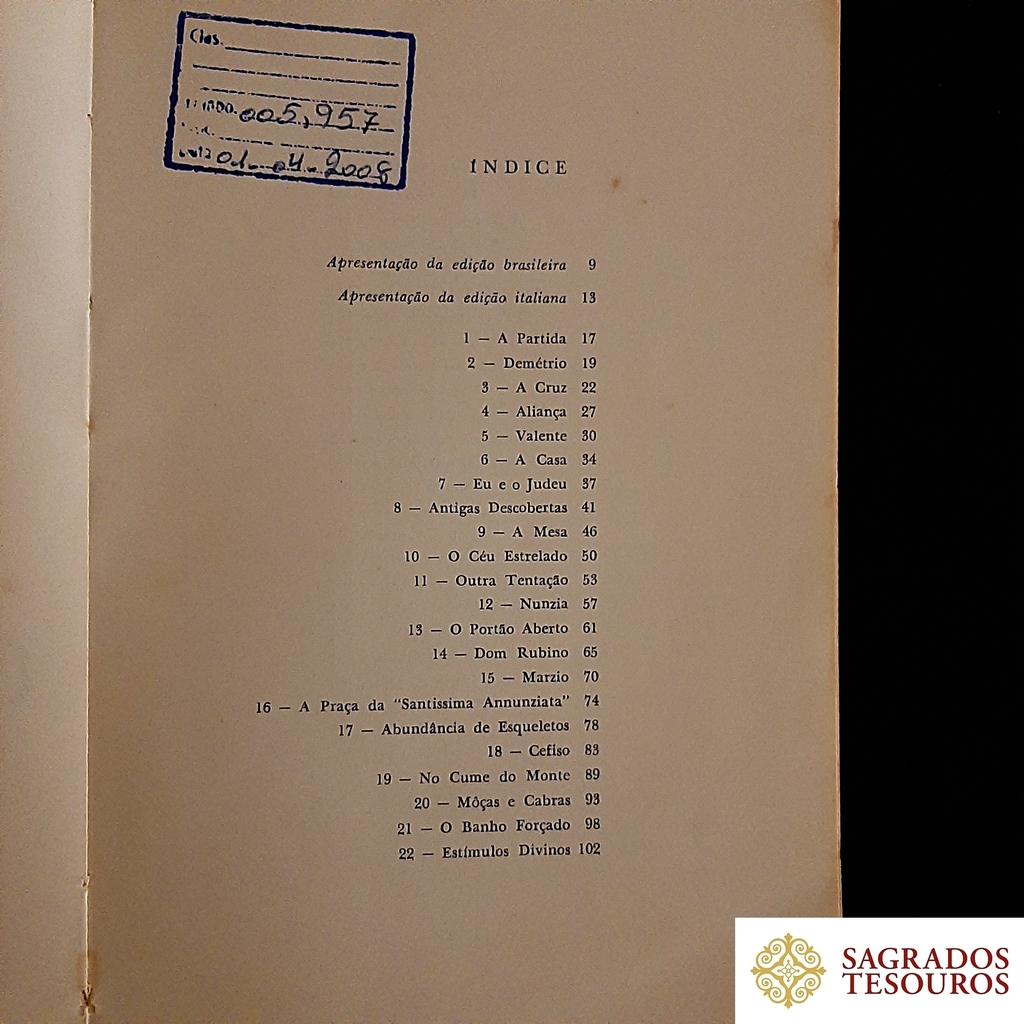 Clas.
005,957
01-04-2008
ÍNDICE
Apresentação da edição brasileira 9
Apresentação da edição italiana 13
1 — A Partida 17
2 — Demétrio 19
3 — A Cruz 22
4 — Aliança 27
5 — Valente 30
6 — A Casa 34
7 — Eu e o Judeu 37
8 — Antigas Descobertas 41
9 — A Mesa 46
10 — O Céu Estrelado 50
11 — Outra Tentação 53
12 — Nunzia 57
13 — O Portão Aberto 61
14 — Dom Rubino 65
15 — Marzio 70
16 — A Praça da "Santissima Annunziata" 74
17 — Abundância de Esqueletos 78
18 — Cefiso 83
19 — No Cume do Monte 89
20 — Môças e Cabras 93
21 — O Banho Forçado 98
22 — Estímulos Divinos 102
SAGRADOS
TESOUROS